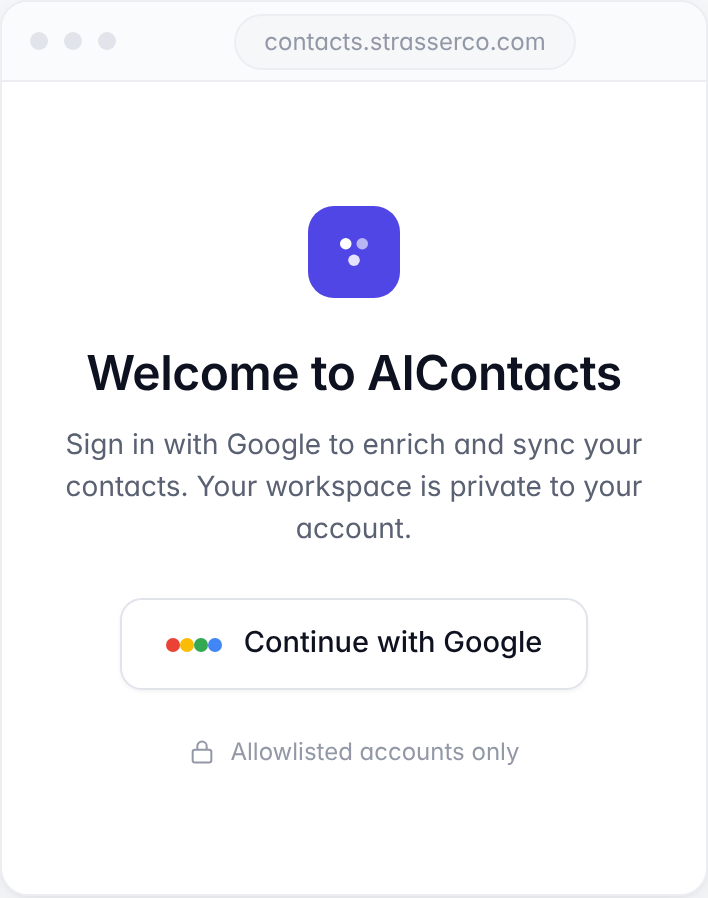 contacts.strasserco.com
Welcome to AIContacts
Sign in with Google to enrich and sync your
contacts. Your workspace is private to your
account.
Continue with Google
Allowlisted accounts only